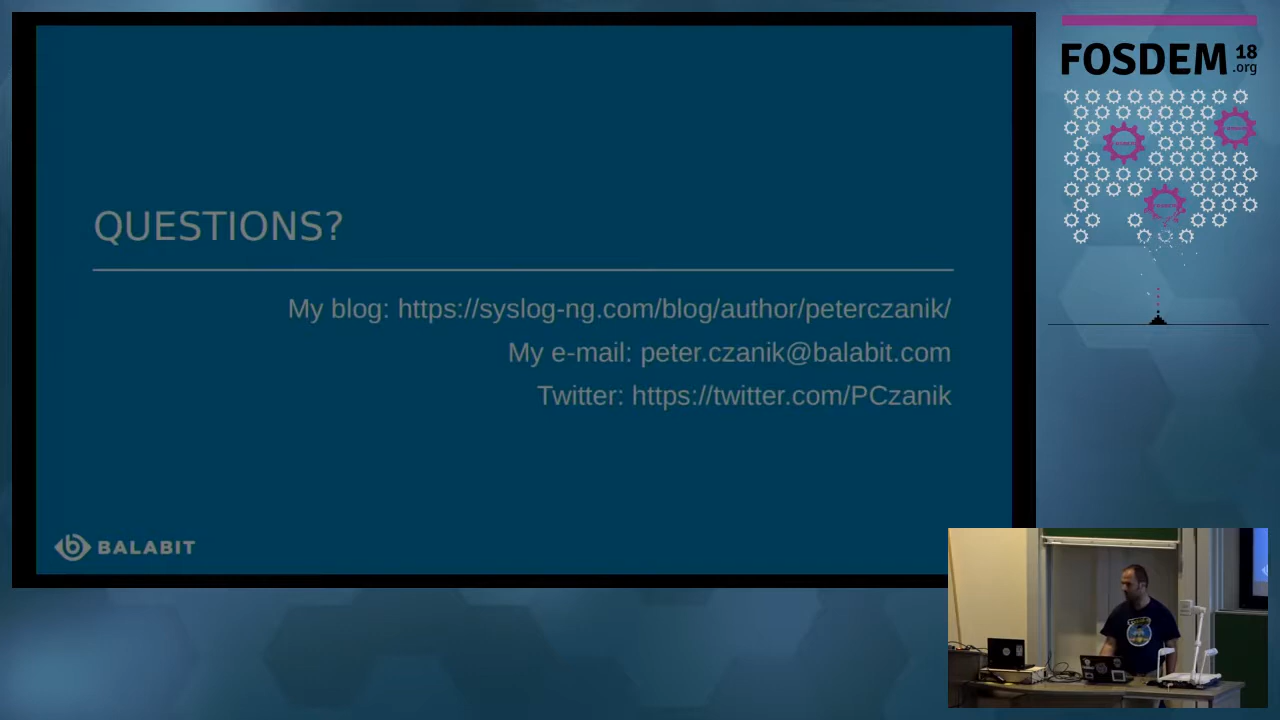 QUESTIONS?
My blog: https://syslog-ng.com/blog/author/peterczanik/
My e-mail: peter.czanik@balabit.com
Twitter: https://twitter.com/PCzanik
BALABIT
FOSDEM 18
.org